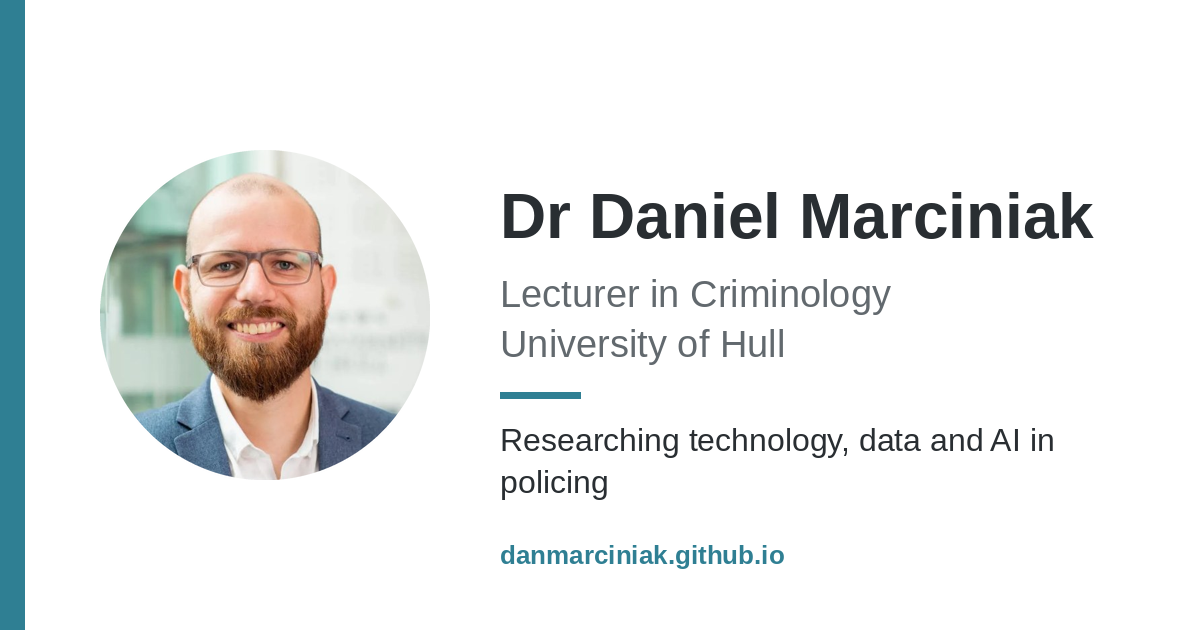 Dr Daniel Marciniak
Lecturer in Criminology
University of Hull
Researching technology, data and AI in
policing
danmarciniak.github.io